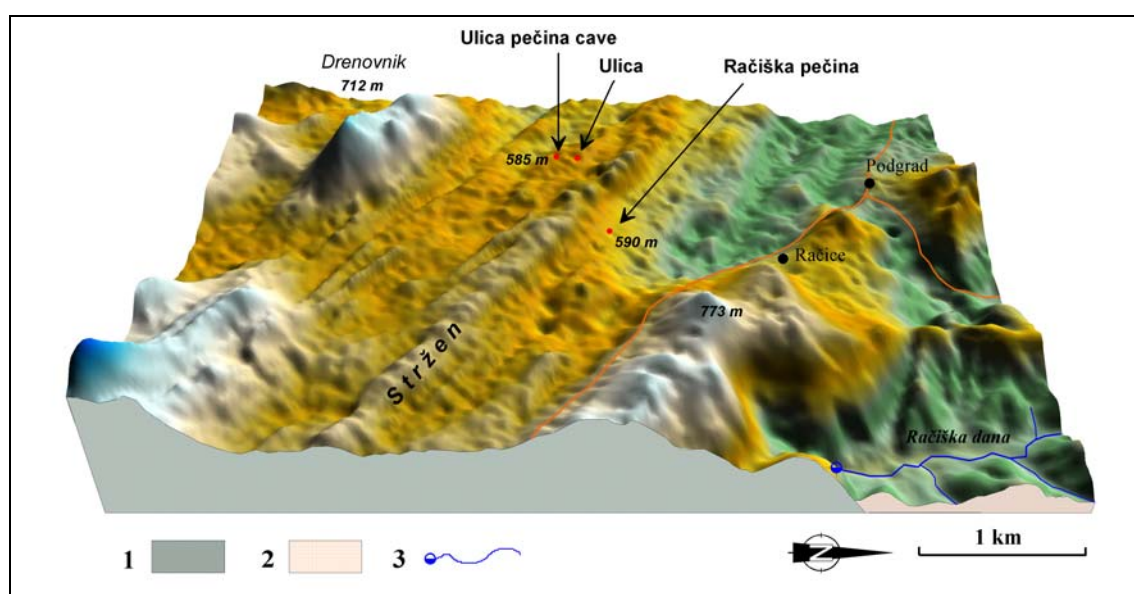 Ulica pečina cave
Drenovnik
712 m
Ulica
Račiška pečina
585 m
Podgrad
590 m
Račice
773 m
Stržen
Račiška dana
1
2
3
N
1 km